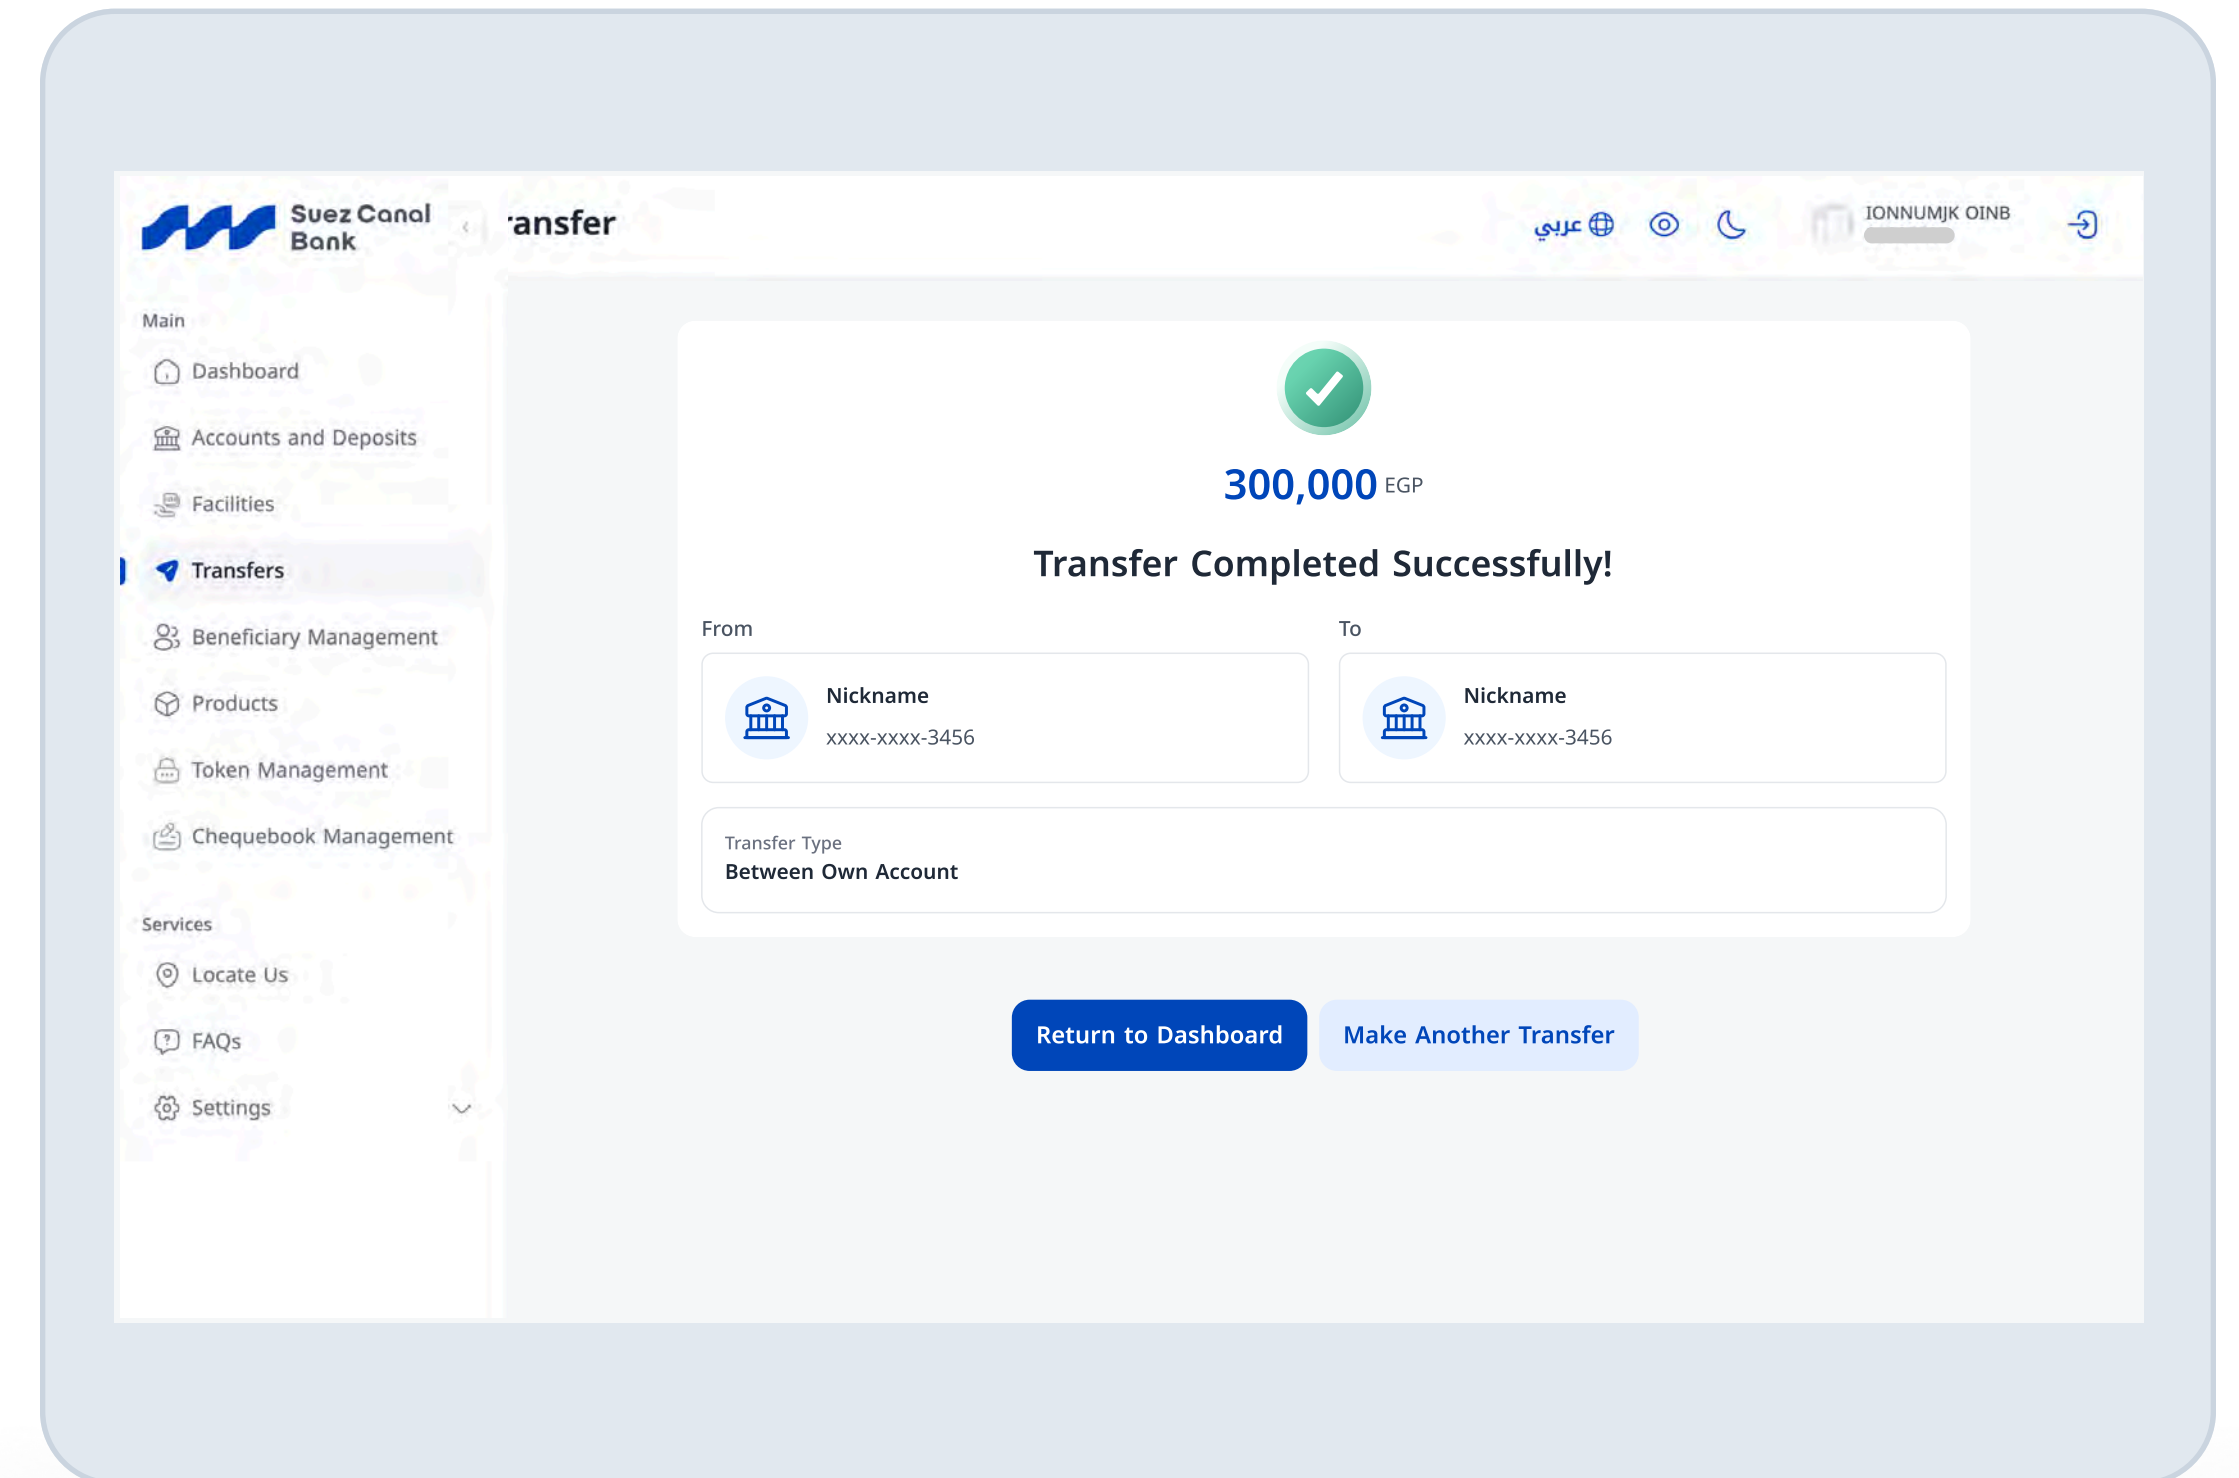 Suez Canal
Bank
ransfer
عربي
IONNUMJK OINB
Main
Dashboard
Accounts and Deposits
Facilities
Transfers
Beneficiary Management
Products
Token Management
Chequebook Management
Services
Locate Us
FAQs
Settings
300,000 EGP
Transfer Completed Successfully!
From
Nickname
xxxx-xxxx-3456
To
Nickname
xxxx-xxxx-3456
Transfer Type
Between Own Account
Return to Dashboard
Make Another Transfer